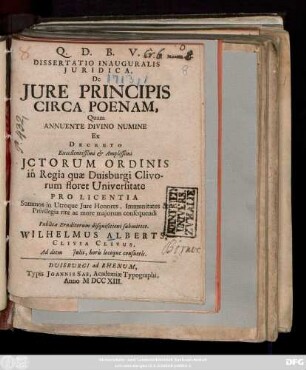 Q. D. B. V.
DISSERTATIO INAUGURALIS
JURIDICA,
De
JURE PRINCIPIS
CIRCA POENAM,
Quam
ANNUENTE DIVINO NUMINE
Ex
DECRETO
Excellentissimi & Amplissimi
JCTORUM ORDINIS
in Regia quæ Duisburgi Clivo-
rum floret Universitate
PRO LICENTIA
Summos in Utroque Jure Honores, Immunitates &
Privilegia rite ac more majorum consequendi
Publicæ Eruditorum disquisitioni submittit
WILHELMUS ALBERTS,
CLIVIA CLIVUS,
Ad diem Julii, horis locoque consuetis.
DUISBURGI ad RHENUM,
Typis JOANNIS SAS, Academiæ Typographi,
Anno M DCC XIII.